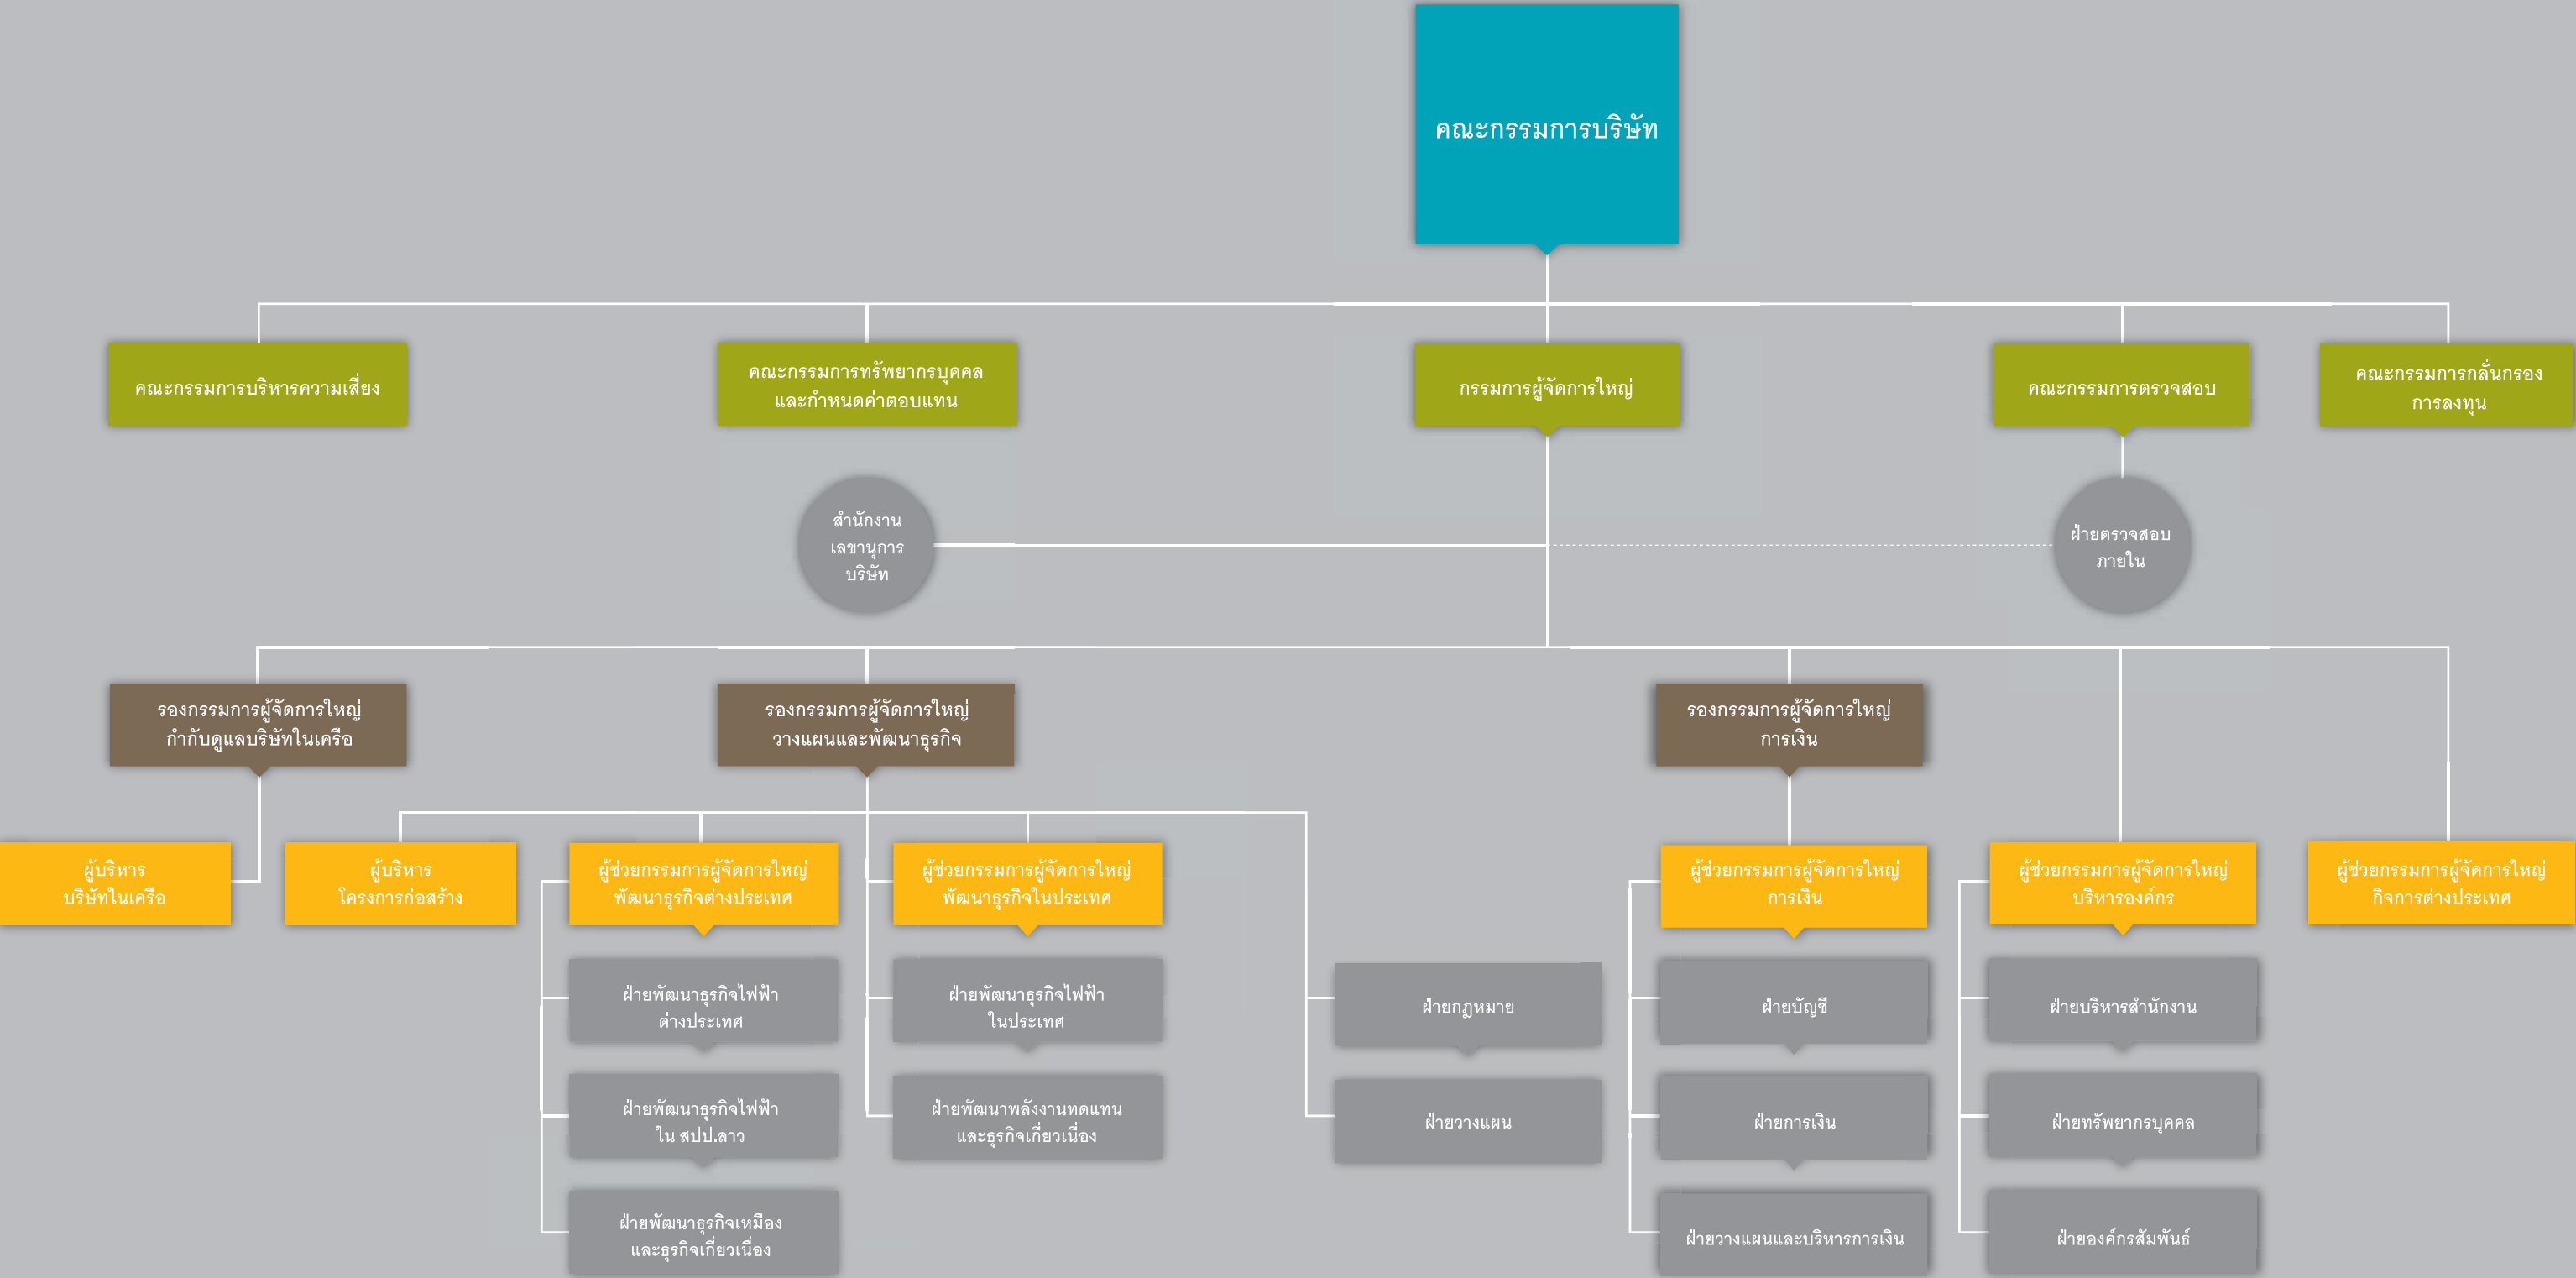 คณะกรรมการบริษัท
คณะกรรมการบริหารความเสี่ยง
คณะกรรมการทรัพยากรบุคคล
และกำหนดค่าตอบแทน
กรรมการผู้จัดการใหญ่
คณะกรรมการตรวจสอบ
คณะกรรมการกลั่นกรอง
การลงทุน
สำนักงาน
เลขานุการ
บริษัท
ฝ่ายตรวจสอบ
ภายใน
รองกรรมการผู้จัดการใหญ่
กำกับดูแลบริษัทในเครือ
รองกรรมการผู้จัดการใหญ่
วางแผนและพัฒนาธุรกิจ
รองกรรมการผู้จัดการใหญ่
การเงิน
ผู้บริหาร
บริษัทในเครือ
ผู้บริหาร
โครงการก่อสร้าง
ผู้ช่วยกรรมการผู้จัดการใหญ่
พัฒนาธุรกิจต่างประเทศ
ผู้ช่วยกรรมการผู้จัดการใหญ่
พัฒนาธุรกิจในประเทศ
ผู้ช่วยกรรมการผู้จัดการใหญ่
การเงิน
ผู้ช่วยกรรมการผู้จัดการใหญ่
บริหารองค์กร
ผู้ช่วยกรรมการผู้จัดการใหญ่
กิจการต่างประเทศ
ฝ่ายพัฒนาธุรกิจไฟฟ้า
ต่างประเทศ
ฝ่ายพัฒนาธุรกิจไฟฟ้า
ในประเทศ
ฝ่ายกฎหมาย
ฝ่ายบัญชี
ฝ่ายบริหารสำนักงาน
ฝ่ายพัฒนาธุรกิจไฟฟ้า
ใน สปป.ลาว
ฝ่ายพัฒนาพลังงานทดแทน
และธุรกิจเกี่ยวเนื่อง
ฝ่ายวางแผน
ฝ่ายการเงิน
ฝ่ายทรัพยากรบุคคล
ฝ่ายพัฒนาธุรกิจเหมือง
และธุรกิจเกี่ยวเนื่อง
ฝ่ายวางแผนและบริหารการเงิน
ฝ่ายองค์กรสัมพันธ์